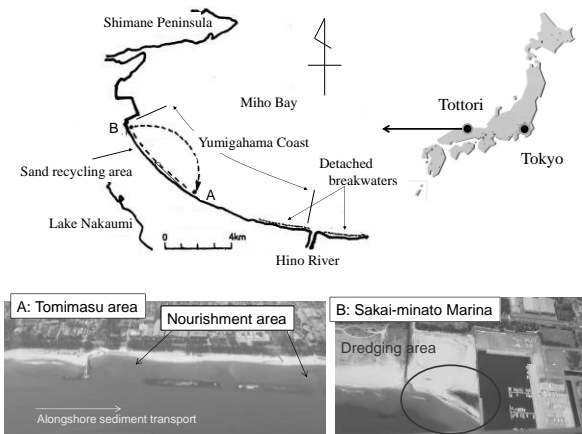 Shimane Peninsula
Miho Bay
B
Yumigahama Coast
Sand recycling area
Detached
breakwaters
A
Lake Nakaumi
0
4km
Hino River
Tottori
Tokyo
A: Tomimasu area
Nourishment area
Alongshore sediment transport
B: Sakai-minato Marina
Dredging area